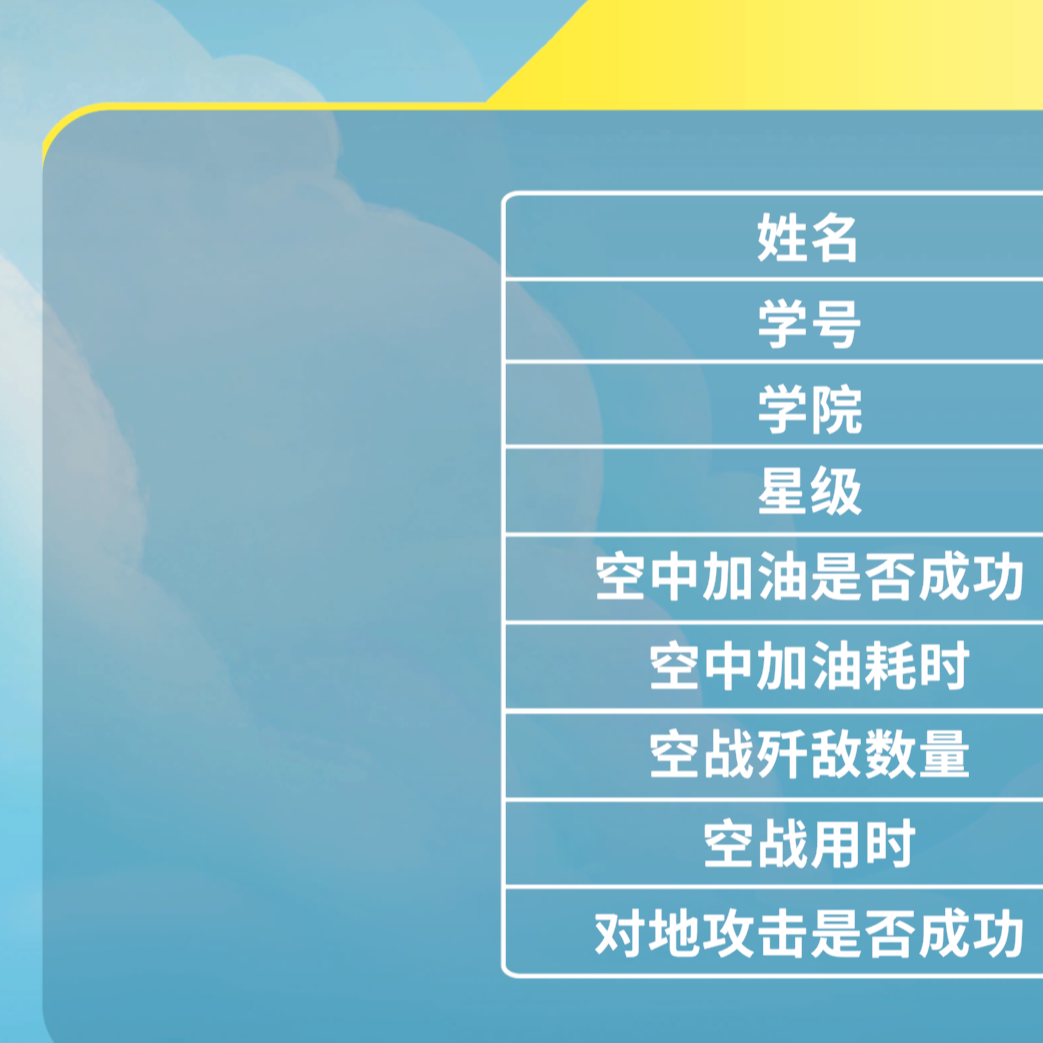 姓名
学号
学院
星级
空中加油是否成功
空中加油耗时
空战歼敌数量
空战用时
对地攻击是否成功